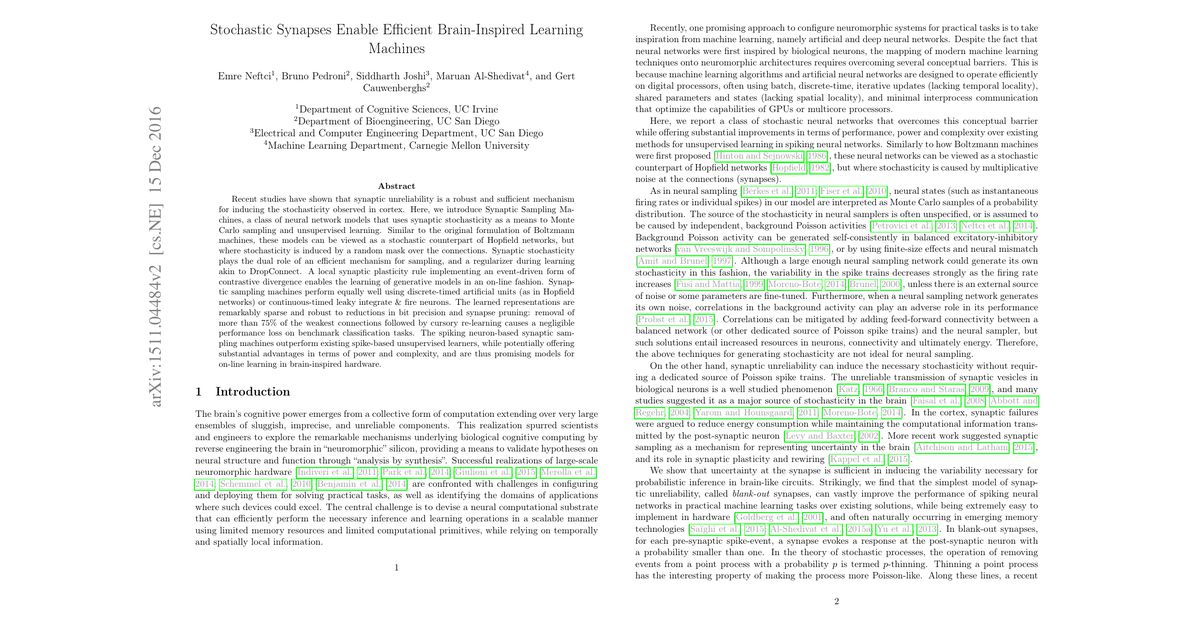 arXiv:1511.04484v2 [cs.NE] 15 Dec 2016
Stochastic Synapses Enable Efficient Brain-Inspired Learning
Machines
Emre Neftci1, Bruno Pedroni2, Siddharth Joshi3, Maruan Al-Shedivat4, and Gert
Cauwenberghs2
1Department of Cognitive Sciences, UC Irvine
2Department of Bioengineering, UC San Diego
3Electrical and Computer Engineering Department, UC San Diego
4Machine Learning Department, Carnegie Mellon University
Abstract
Recent studies have shown that synaptic unreliability is a robust and sufficient mechanism
for inducing the stochasticity observed in cortex. Here, we introduce Synaptic Sampling Ma-
chines, a class of neural network models that uses synaptic stochasticity as a means to Monte
Carlo sampling and unsupervised learning. Similar to the original formulation of Boltzmann
machines, these models can be viewed as a stochastic counterpart of Hopfield networks, but
where stochasticity is induced by a random mask over the connections. Synaptic stochasticity
plays the dual role of an efficient mechanism for sampling, and a regularizer during learning
akin to DropConnect. A local synaptic plasticity rule implementing an event-driven form of
contrastive divergence enables the learning of generative models in an on-line fashion. Synap-
tic sampling machines perform equally well using discrete-timed artificial units (as in Hopfield
networks) or continuous-timed leaky integrate & fire neurons. The learned representations are
remarkably sparse and robust to reductions in bit precision and synapse pruning: removal of
more than 75% of the weakest connections followed by cursory re-learning causes a negligible
performance loss on benchmark classification tasks. The spiking neuron-based synaptic sam-
pling machines outperform existing spike-based unsupervised learners, while potentially offering
substantial advantages in terms of power and complexity, and are thus promising models for
on-line learning in brain-inspired hardware.
1 Introduction
The brain's cognitive power emerges from a collective form of computation extending over very large
ensembles of sluggish, imprecise, and unreliable components. This realization spurred scientists
and engineers to explore the remarkable mechanisms underlying biological cognitive computing by
reverse engineering the brain in "neuromorphic" silicon, providing a means to validate hypotheses on
neural structure and function through "analysis by synthesis". Successful realizations of large-scale
neuromorphic hardware [Indiveri et al., 2011; Park et al., 2014; Giulioni et al., 2015; Merolla et al.,
2014; Schemmel et al., 2010; Benjamin et al., 2014] are confronted with challenges in configuring
and deploying them for solving practical tasks, as well as identifying the domains of applications
where such devices could excel. The central challenge is to devise a neural computational substrate
that can efficiently perform the necessary inference and learning operations in a scalable manner
using limited memory resources and limited computational primitives, while relying on temporally
and spatially local information.
1
Recently, one promising approach to configure neuromorphic systems for practical tasks is to take
inspiration from machine learning, namely artificial and deep neural networks. Despite the fact that
neural networks were first inspired by biological neurons, the mapping of modern machine learning
techniques onto neuromorphic architectures requires overcoming several conceptual barriers. This is
because machine learning algorithms and artificial neural networks are designed to operate efficiently
on digital processors, often using batch, discrete-time, iterative updates (lacking temporal locality),
shared parameters and states (lacking spatial locality), and minimal interprocess communication
that optimize the capabilities of GPUs or multicore processors.
Here, we report a class of stochastic neural networks that overcomes this conceptual barrier
while offering substantial improvements in terms of performance, power and complexity over existing
methods for unsupervised learning in spiking neural networks. Similarly to how Boltzmann machines
were first proposed [Hinton and Sejnowski, 1986], these neural networks can be viewed as a stochastic
counterpart of Hopfield networks [Hopfield, 1982], but where stochasticity is caused by multiplicative
noise at the connections (synapses).
As in neural sampling [Berkes et al., 2011; Fiser et al., 2010], neural states (such as instantaneous
firing rates or individual spikes) in our model are interpreted as Monte Carlo samples of a probability
distribution. The source of the stochasticity in neural samplers is often unspecified, or is assumed to
be caused by independent, background Poisson activities [Petrovici et al., 2013; Neftci et al., 2014].
Background Poisson activity can be generated self-consistently in balanced excitatory-inhibitory
networks [van Vreeswijk and Sompolinsky, 1996], or by using finite-size effects and neural mismatch
[Amit and Brunel, 1997]. Although a large enough neural sampling network could generate its own
stochasticity in this fashion, the variability in the spike trains decreases strongly as the firing rate
increases [Fusi and Mattia, 1999; Moreno-Bote, 2014; Brunel, 2000], unless there is an external source
of noise or some parameters are fine-tuned. Furthermore, when a neural sampling network generates
its own noise, correlations in the background activity can play an adverse role in its performance
[Probst et al., 2015]. Correlations can be mitigated by adding feed-forward connectivity between a
balanced network (or other dedicated source of Poisson spike trains) and the neural sampler, but
such solutions entail increased resources in neurons, connectivity and ultimately energy. Therefore,
the above techniques for generating stochasticity are not ideal for neural sampling.
On the other hand, synaptic unreliability can induce the necessary stochasticity without requir-
ing a dedicated source of Poisson spike trains. The unreliable transmission of synaptic vesicles in
biological neurons is a well studied phenomenon [Katz, 1966; Branco and Staras, 2009], and many
studies suggested it as a major source of stochasticity in the brain [Faisal et al., 2008; Abbott and
Regehr, 2004; Yarom and Hounsgaard, 2011; Moreno-Bote, 2014]. In the cortex, synaptic failures
were argued to reduce energy consumption while maintaining the computational information trans-
mitted by the post-synaptic neuron [Levy and Baxter, 2002]. More recent work suggested synaptic
sampling as a mechanism for representing uncertainty in the brain [Aitchison and Latham, 2015],
and its role in synaptic plasticity and rewiring [Kappel et al., 2015].
We show that uncertainty at the synapse is sufficient in inducing the variability necessary for
probabilistic inference in brain-like circuits. Strikingly, we find that the simplest model of synap-
tic unreliability, called blank-out synapses, can vastly improve the performance of spiking neural
networks in practical machine learning tasks over existing solutions, while being extremely easy to
implement in hardware [Goldberg et al., 2001], and often naturally occurring in emerging memory
technologies [Saïghi et al., 2015; Al-Shedivat et al., 2015a; Yu et al., 2013]. In blank-out synapses,
for each pre-synaptic spike-event, a synapse evokes a response at the post-synaptic neuron with
a probability smaller than one. In the theory of stochastic processes, the operation of removing
events from a point process with a probability p is termed p-thinning. Thinning a point process
has the interesting property of making the process more Poisson-like. Along these lines, a recent
2